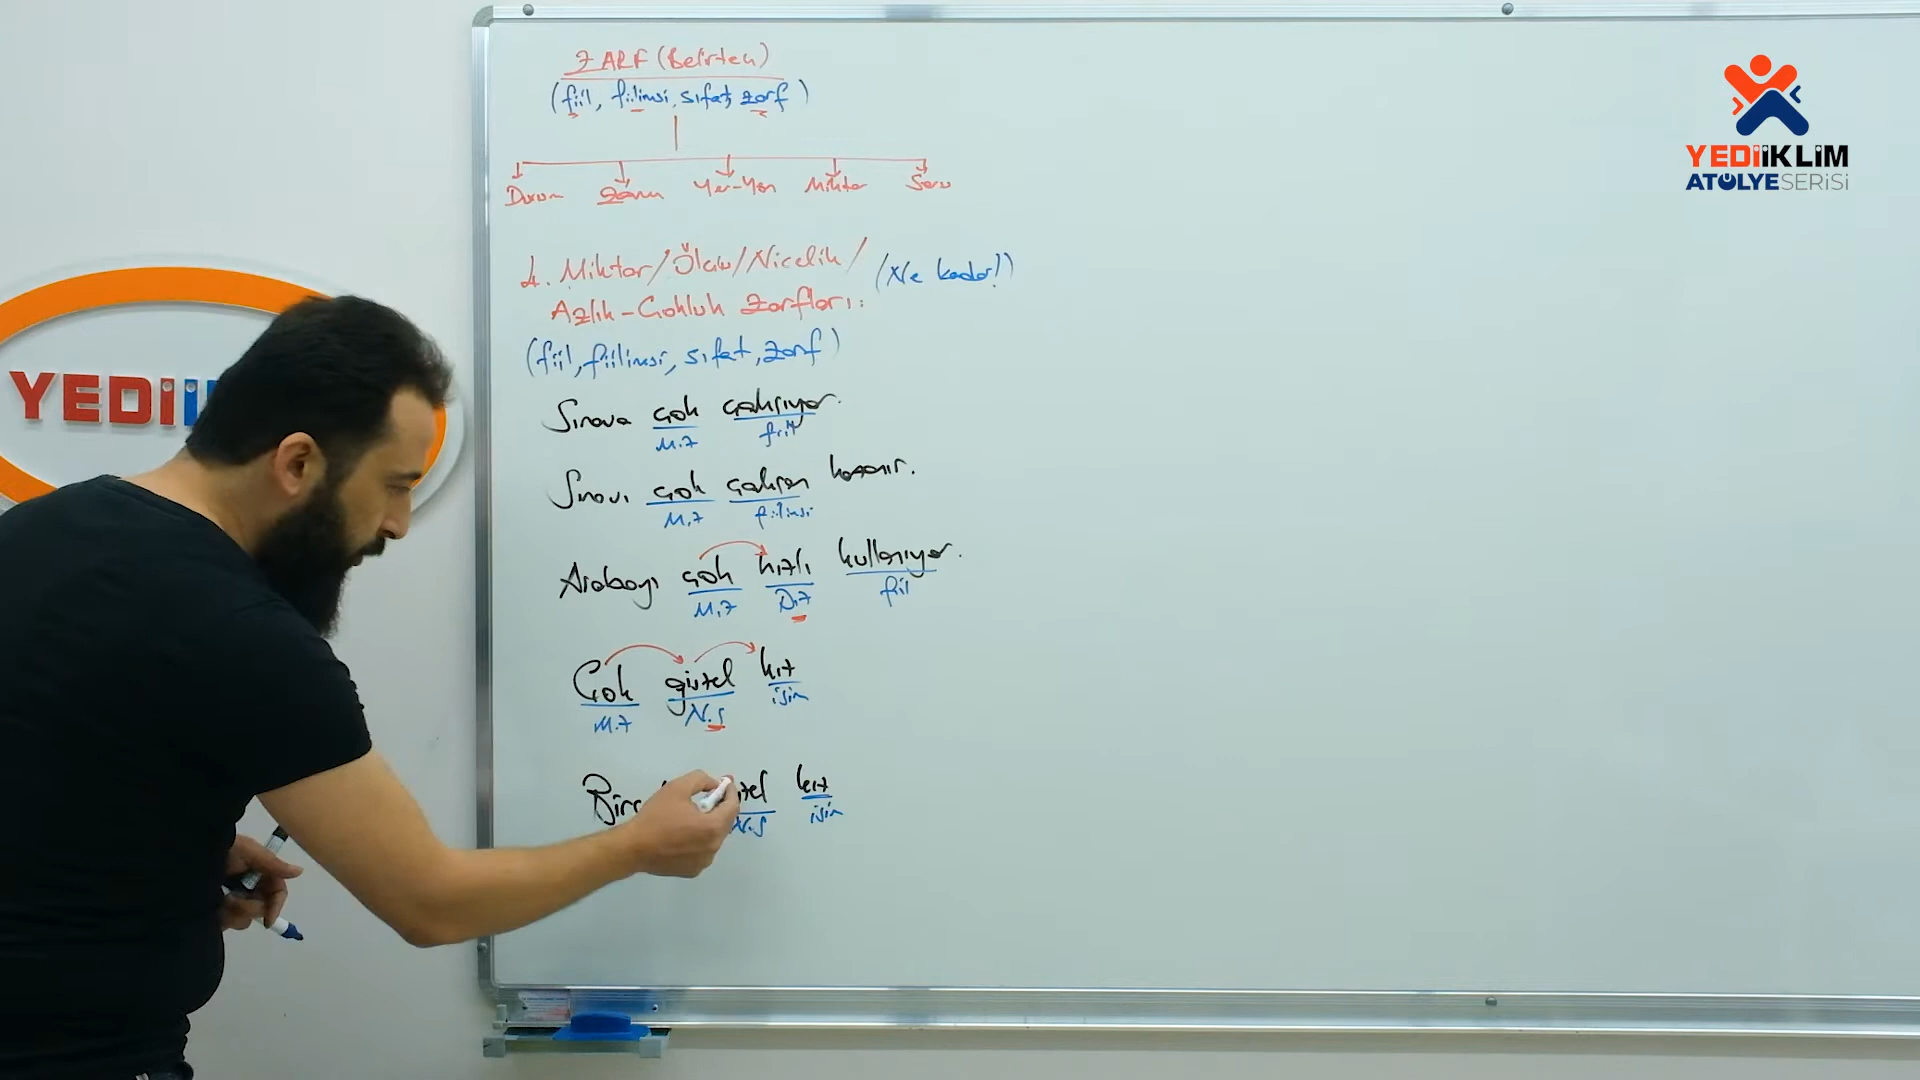 ZARF (Belirteç)
(fiil, fiilimsi, sıfat, zarf)
Durum Zaman Yer-Yön Miktar Soru
4. Miktar/Ölçü/Nicelik/ (Ne kadar?)
Azlık-Çokluk Zarfları:
(fiil, fiilimsi, sıfat, zarf)
Sınava çok çalışıyor.
M.Z fiil
Sınavı çok çalışan kazanır.
M.Z fiilimsi
Arabayı çok hızlı kullanıyor.
M.Z D.Z fiil
Çok güzel kız
M.Z N.S isim
kız
N.S isim
YEDİİKLİM
ATÖLYE SERİSİ
YEDİİ